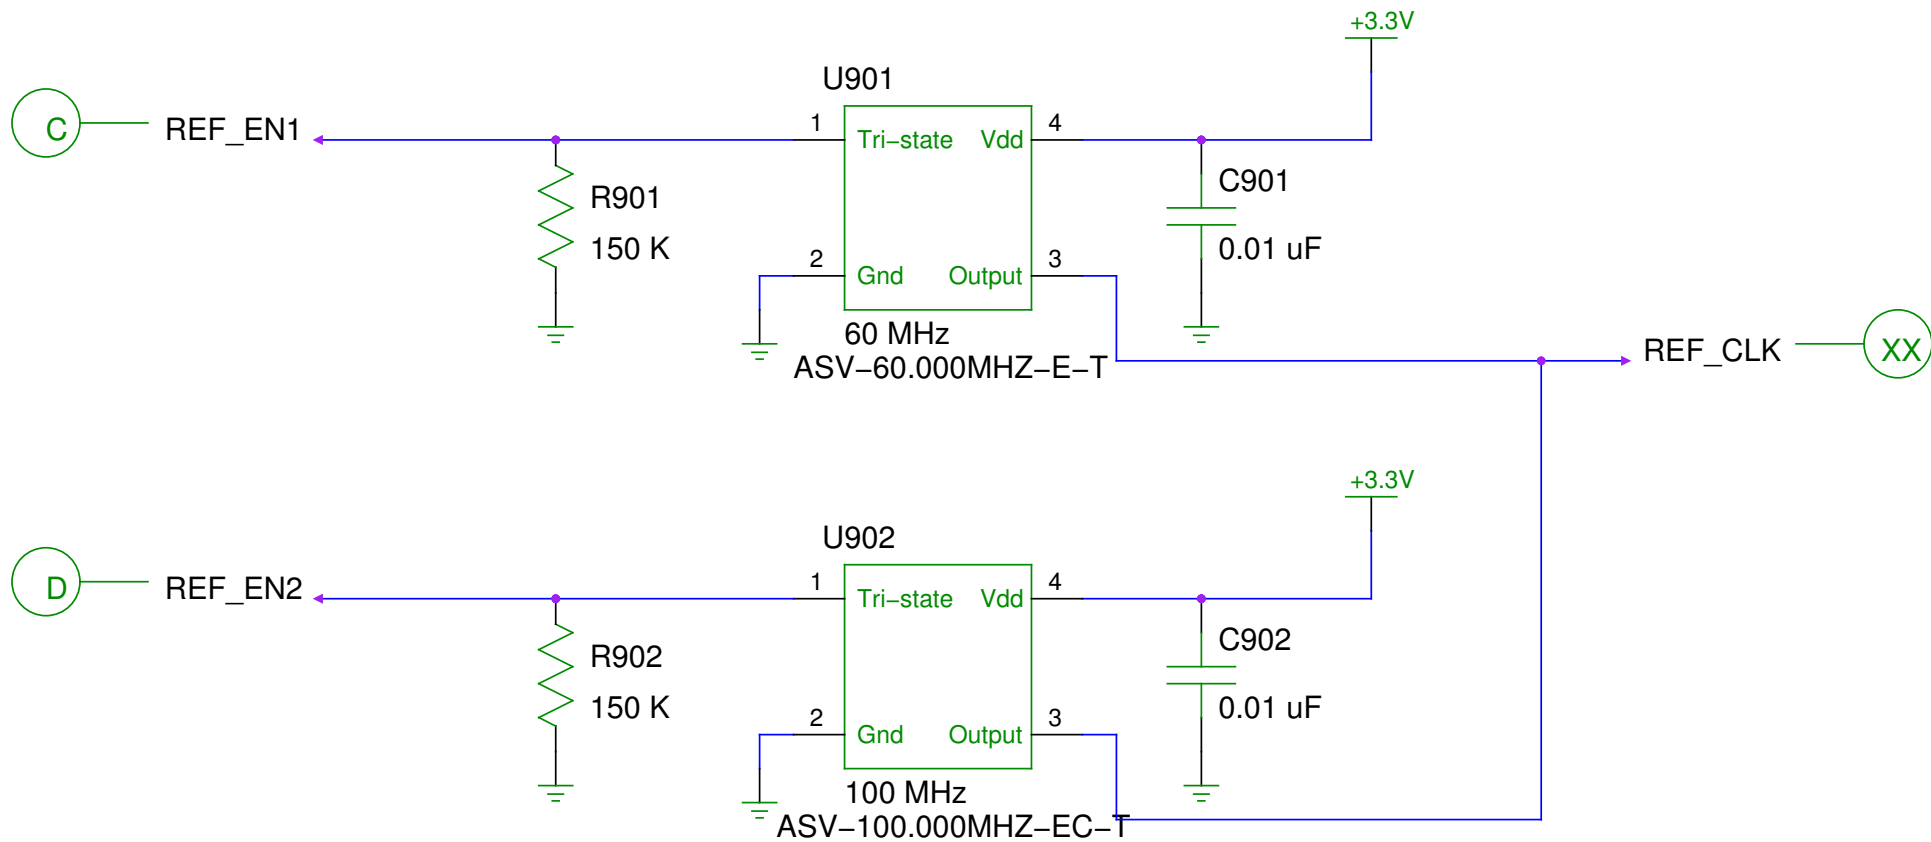 +3.3V
U901
C
REF_EN1
1
Tri-state
Vdd
4
R901
150 K
C901
0.01 uF
2
Gnd
Output
3
60 MHz
ASV-60.000MHZ-E-T
REF_CLK
XX
+3.3V
U902
D
REF_EN2
1
Tri-state
Vdd
4
R902
150 K
C902
0.01 uF
2
Gnd
Output
3
100 MHz
ASV-100.000MHZ-EC-T